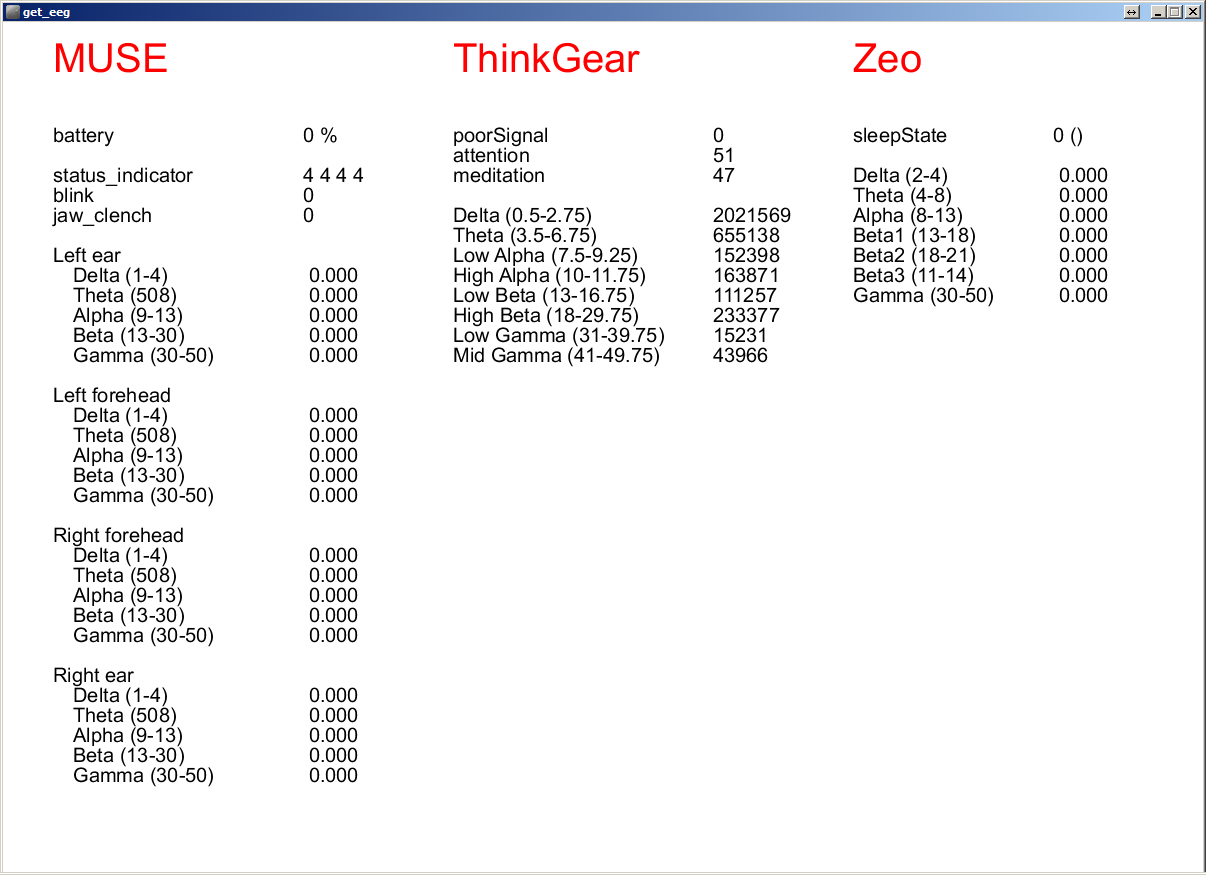 get_eeg
MUSE
battery 0 %
status_indicator 4 4 4 4
blink 0
jaw_clench 0
Left ear
Delta (1-4) 0.000
Theta (508) 0.000
Alpha (9-13) 0.000
Beta (13-30) 0.000
Gamma (30-50) 0.000
Left forehead
Delta (1-4) 0.000
Theta (508) 0.000
Alpha (9-13) 0.000
Beta (13-30) 0.000
Gamma (30-50) 0.000
Right forehead
Delta (1-4) 0.000
Theta (508) 0.000
Alpha (9-13) 0.000
Beta (13-30) 0.000
Gamma (30-50) 0.000
Right ear
Delta (1-4) 0.000
Theta (508) 0.000
Alpha (9-13) 0.000
Beta (13-30) 0.000
Gamma (30-50) 0.000
ThinkGear
poorSignal 0
attention 51
meditation 47
Delta (0.5-2.75) 2021569
Theta (3.5-6.75) 655138
Low Alpha (7.5-9.25) 152398
High Alpha (10-11.75) 163871
Low Beta (13-16.75) 111257
High Beta (18-29.75) 233377
Low Gamma (31-39.75) 15231
Mid Gamma (41-49.75) 43966
Zeo
sleepState 0 ()
Delta (2-4) 0.000
Theta (4-8) 0.000
Alpha (8-13) 0.000
Beta1 (13-18) 0.000
Beta2 (18-21) 0.000
Beta3 (11-14) 0.000
Gamma (30-50) 0.000